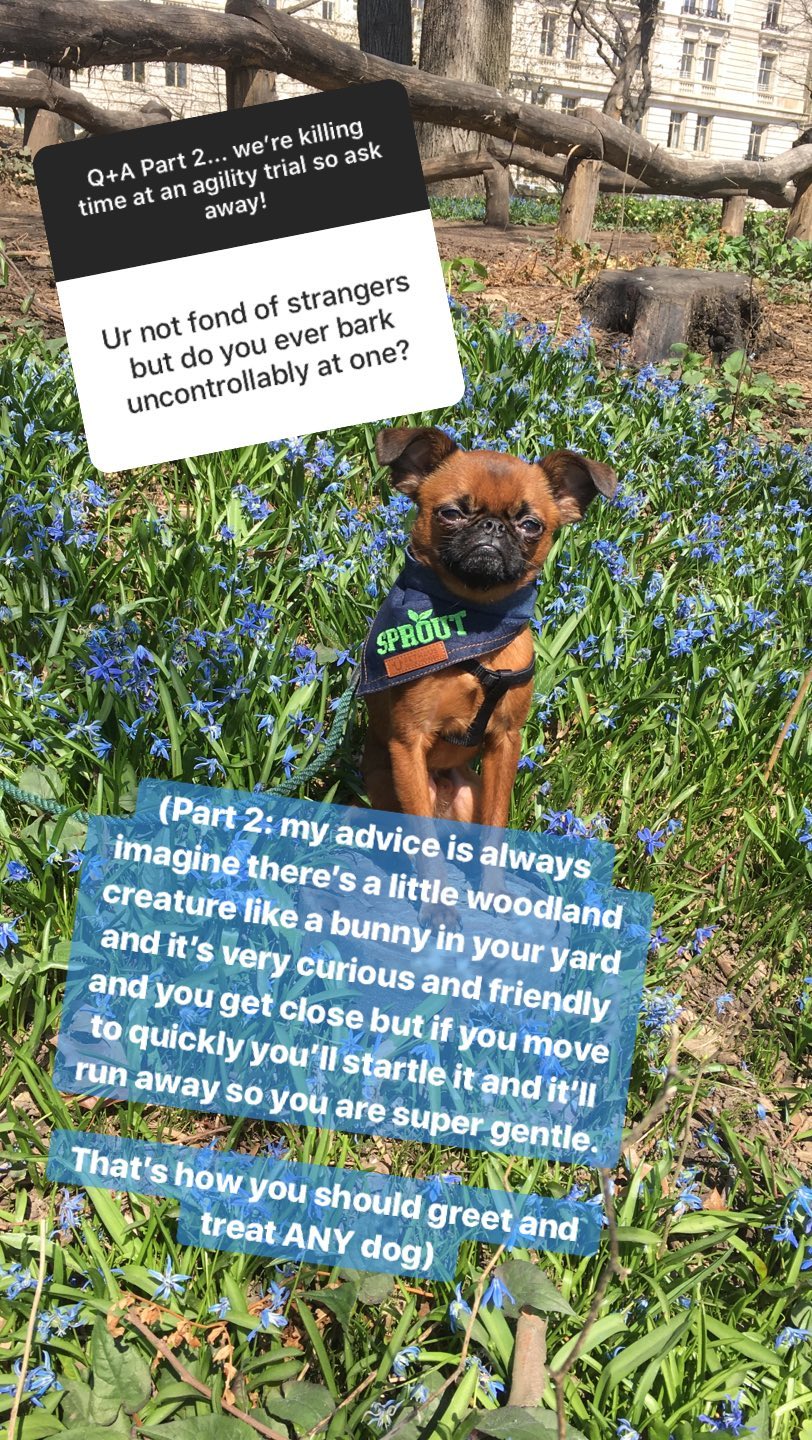 Q+A Part 2... we're killing
time at an agility trial so ask
away!
Ur not fond of strangers
but do you ever bark
uncontrollably at one?
SPROUT
(Part 2: my advice is always
imagine there's a little woodland
creature like a bunny in your yard
and it's very curious and friendly
and you get close but if you move
to quickly you'll startle it and it'll
run away so you are super gentle.
That's how you should greet and
treat ANY dog)